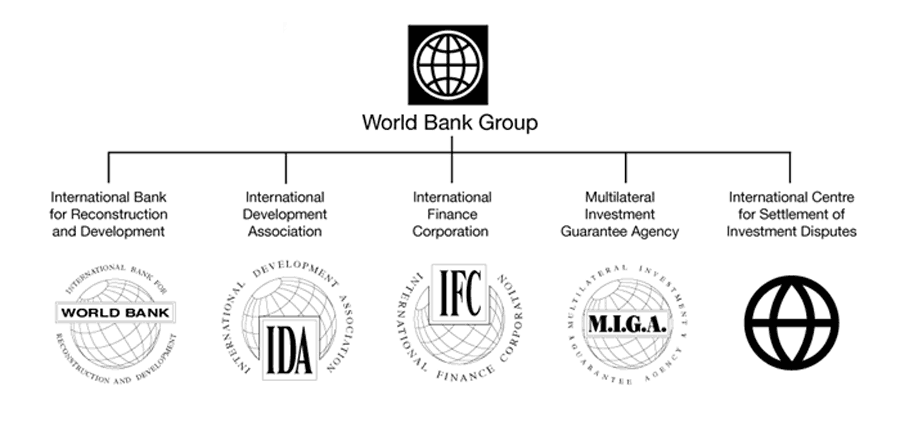 World Bank Group
International Bank
for Reconstruction
and Development
International
Development
Association
International
Finance
Corporation
Multilateral
Investment
Guarantee Agency
International Centre
for Settlement of
Investment Disputes
INTERNATIONAL BANK FOR
WORLD BANK
RECONSTRUCTION AND DEVELOPMENT
INTERNATIONAL DEVELOPMENT ASSOCIATION
IDA
IFC
INTERNATIONAL FINANCE CORPORATION
MULTILATERAL INVESTMENT
M.I.G.A.
GUARANTEE AGENCY